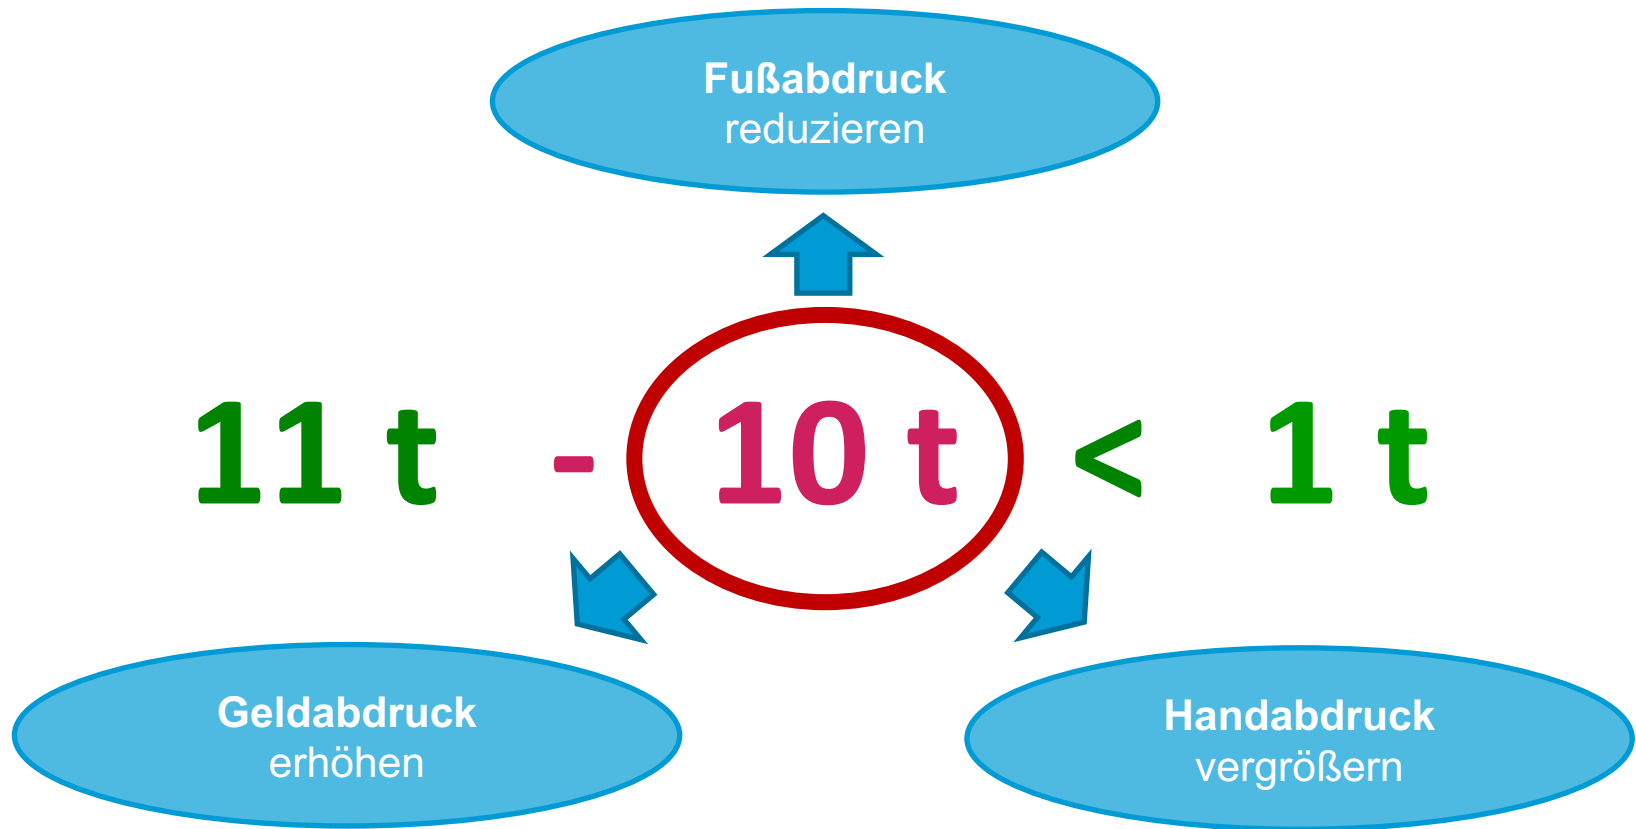 Fußabdruck
reduzieren
11 t - 10 t < 1 t
Geldabdruck
erhöhen
Handabdruck
vergrößern